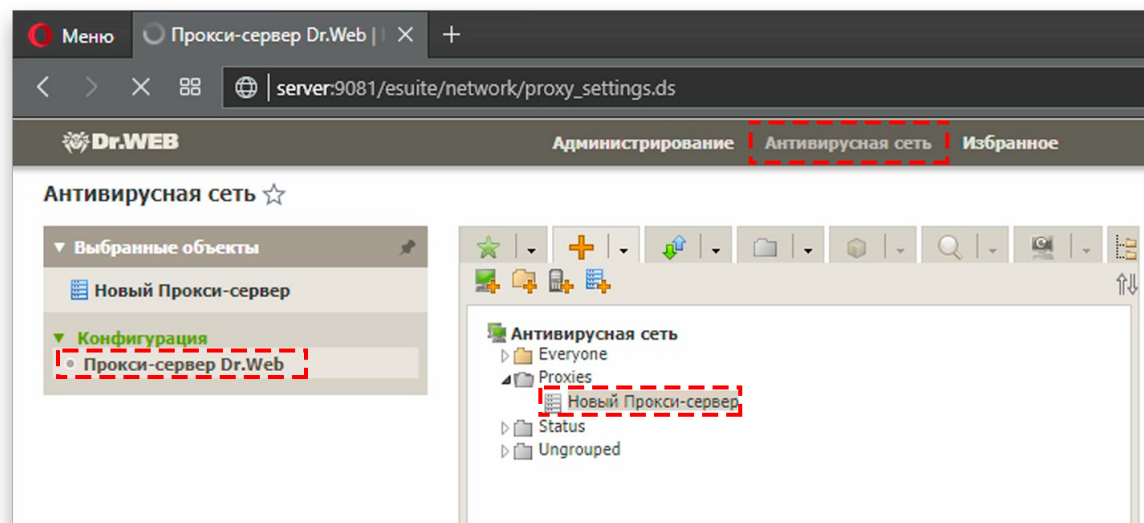 Меню
Прокси-сервер Dr.Web |
server:9081/esuite/network/proxy_settings.ds
Dr.WEB
Администрирование Антивирусная сеть Избранное
Антивирусная сеть
Выбранные объекты
Новый Прокси-сервер
Конфигурация
Прокси-сервер Dr.Web
Антивирусная сеть
Everyone
Proxies
Новый Прокси-сервер
Status
Ungrouped